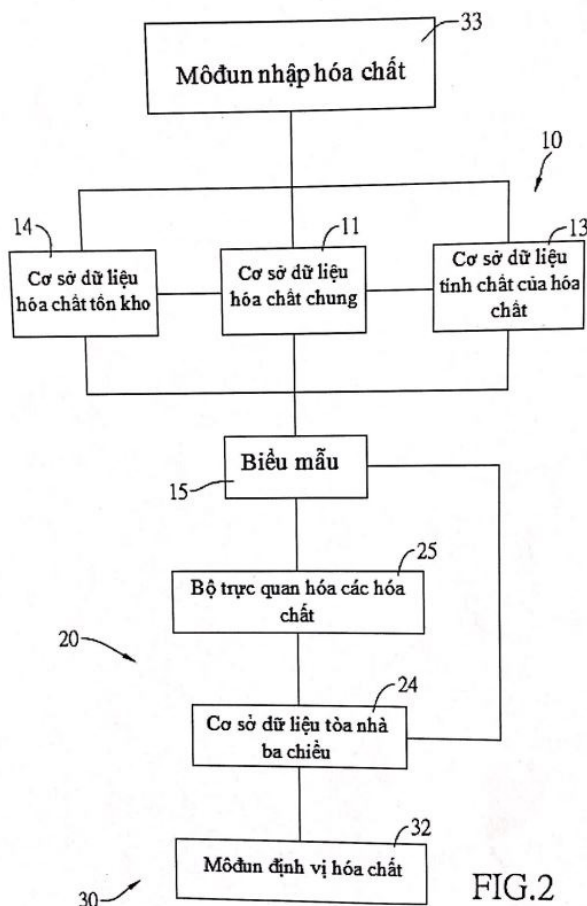 33
Môđun nhập hóa chất
10
14
11
13
Cơ sở dữ liệu
hóa chất tồn kho
Cơ sở dữ liệu
hóa chất chung
Cơ sở dữ liệu
tính chất của hóa
chất
Biểu mẫu
15
25
Bộ trực quan hóa các hóa
chất
20
24
Cơ sở dữ liệu tòa nhà
ba chiều
32
Môđun định vị hóa chất
30
FIG.2